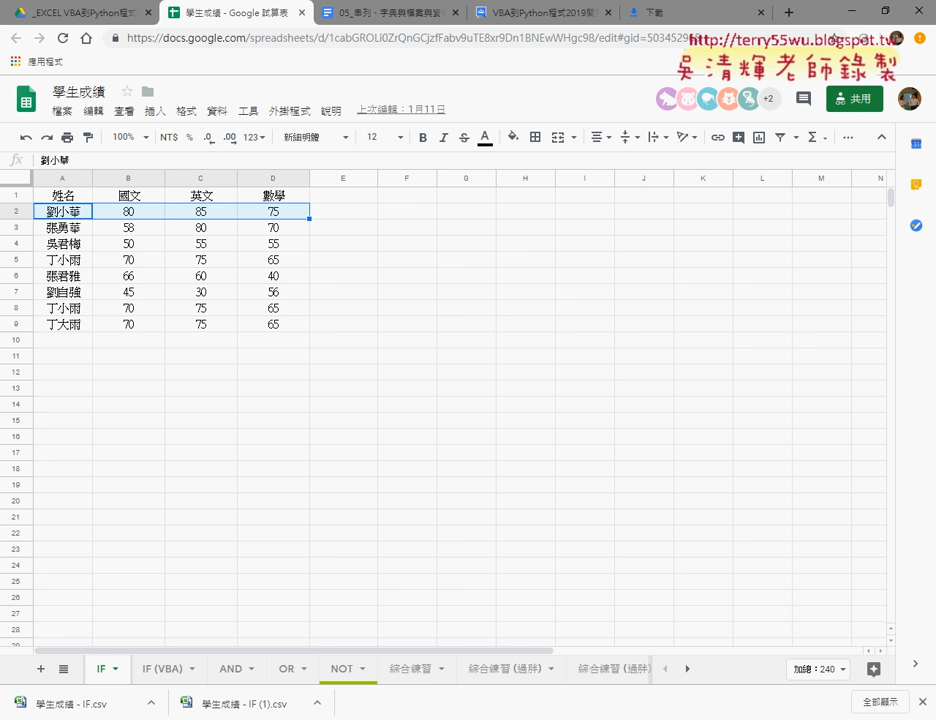 _EXCEL VBA到Python程式
學生成績 - Google 試算表
05_串列、字典與檔案與資
VBA到Python2019開
下載
https://docs.google.com/spreadsheets/d/1cabGROLi0ZrQnGCjzfFabv9uTE8xr9Dn1BNEwWHgc98/edit#gid=503452
http://terry55wu.blogspot.tw
吳清輝老師錄製
應用程式
學生成績
檔案 編輯 查看 插入 格式 資料 工具 外掛程式 說明 上次編輯：1月11日
+2
共用
100% NT$ % .0 .00 123 新細明體 12 B I S A
fx 劉小華
A B C D E F G H I J K L M N
1 姓名 國文 英文 數學
2 劉小華 80 85 75
3 張勇華 58 80 70
4 吳君梅 50 55 55
5 丁小雨 70 75 65
6 張君雅 66 60 40
7 劉自強 45 30 56
8 丁小雨 70 75 65
9 丁大雨 70 75 65
10
11
12
13
14
15
16
17
18
19
20
21
22
23
24
25
26
27
28
IF IF (VBA) AND OR NOT 綜合練習 綜合練習 (過胖) 綜合練習 (過胖
加總：240
學生成績 - IF.csv
學生成績 - IF (1).csv
全部顯示